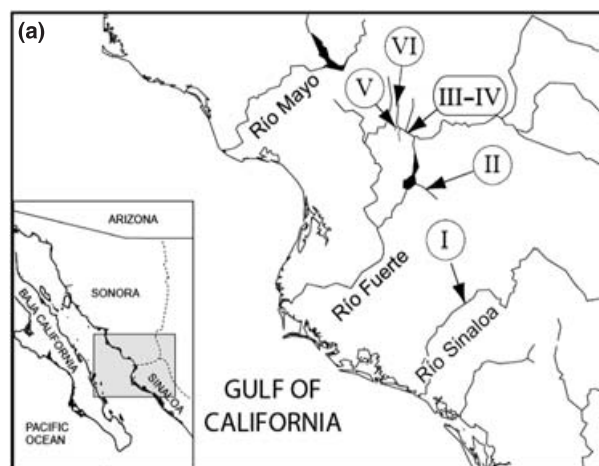 (a)
VI
V
III–IV
Río Mayo
II
I
Río Fuerte
Río Sinaloa
GULF OF
CALIFORNIA
ARIZONA
SONORA
BAJA CALIFORNIA
SINALOA
PACIFIC
OCEAN